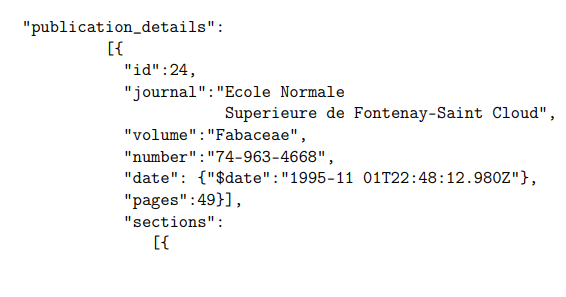 "publication_details":
[{
"id":24,
"journal":"Ecole Normale
Superieure de Fontenay-Saint Cloud",
"volume":"Fabaceae",
"number":"74-963-4668",
"date": {"$date":"1995-11 01T22:48:12.980Z"},
"pages":49}],
"sections":
[{